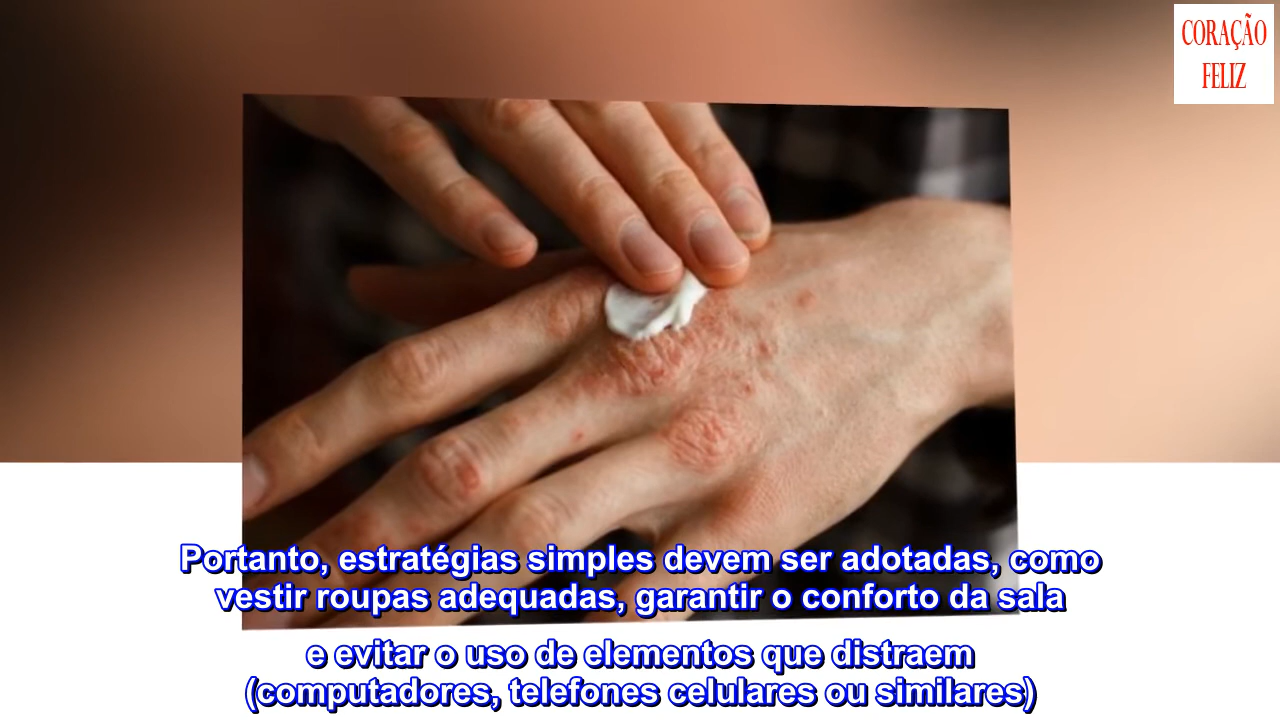 CORAÇÃO
FELIZ
Portanto, estratégias simples devem ser adotadas, como
vestir roupas adequadas, garantir o conforto da sala
e evitar o uso de elementos que distraem
(computadores, telefones celulares ou similares)